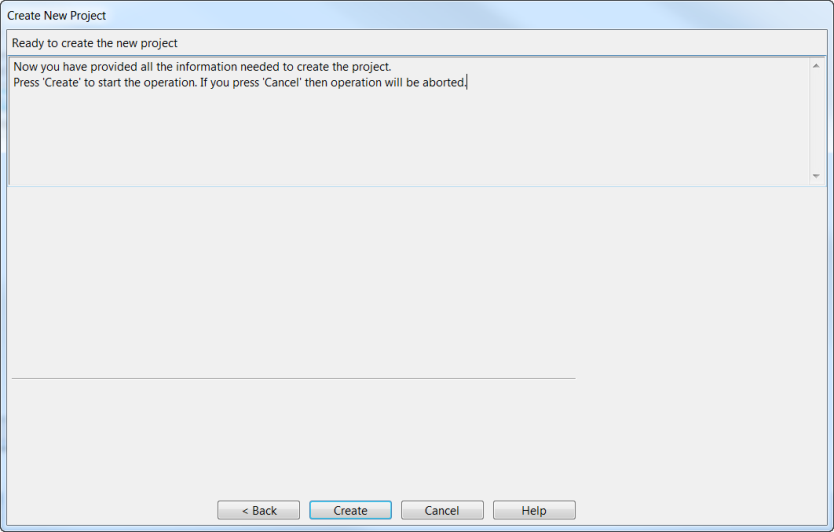 Create New Project
Ready to create the new project
Now you have provided all the information needed to create the project.
Press 'Create' to start the operation. If you press 'Cancel' then operation will be aborted.
< Back
Create
Cancel
Help